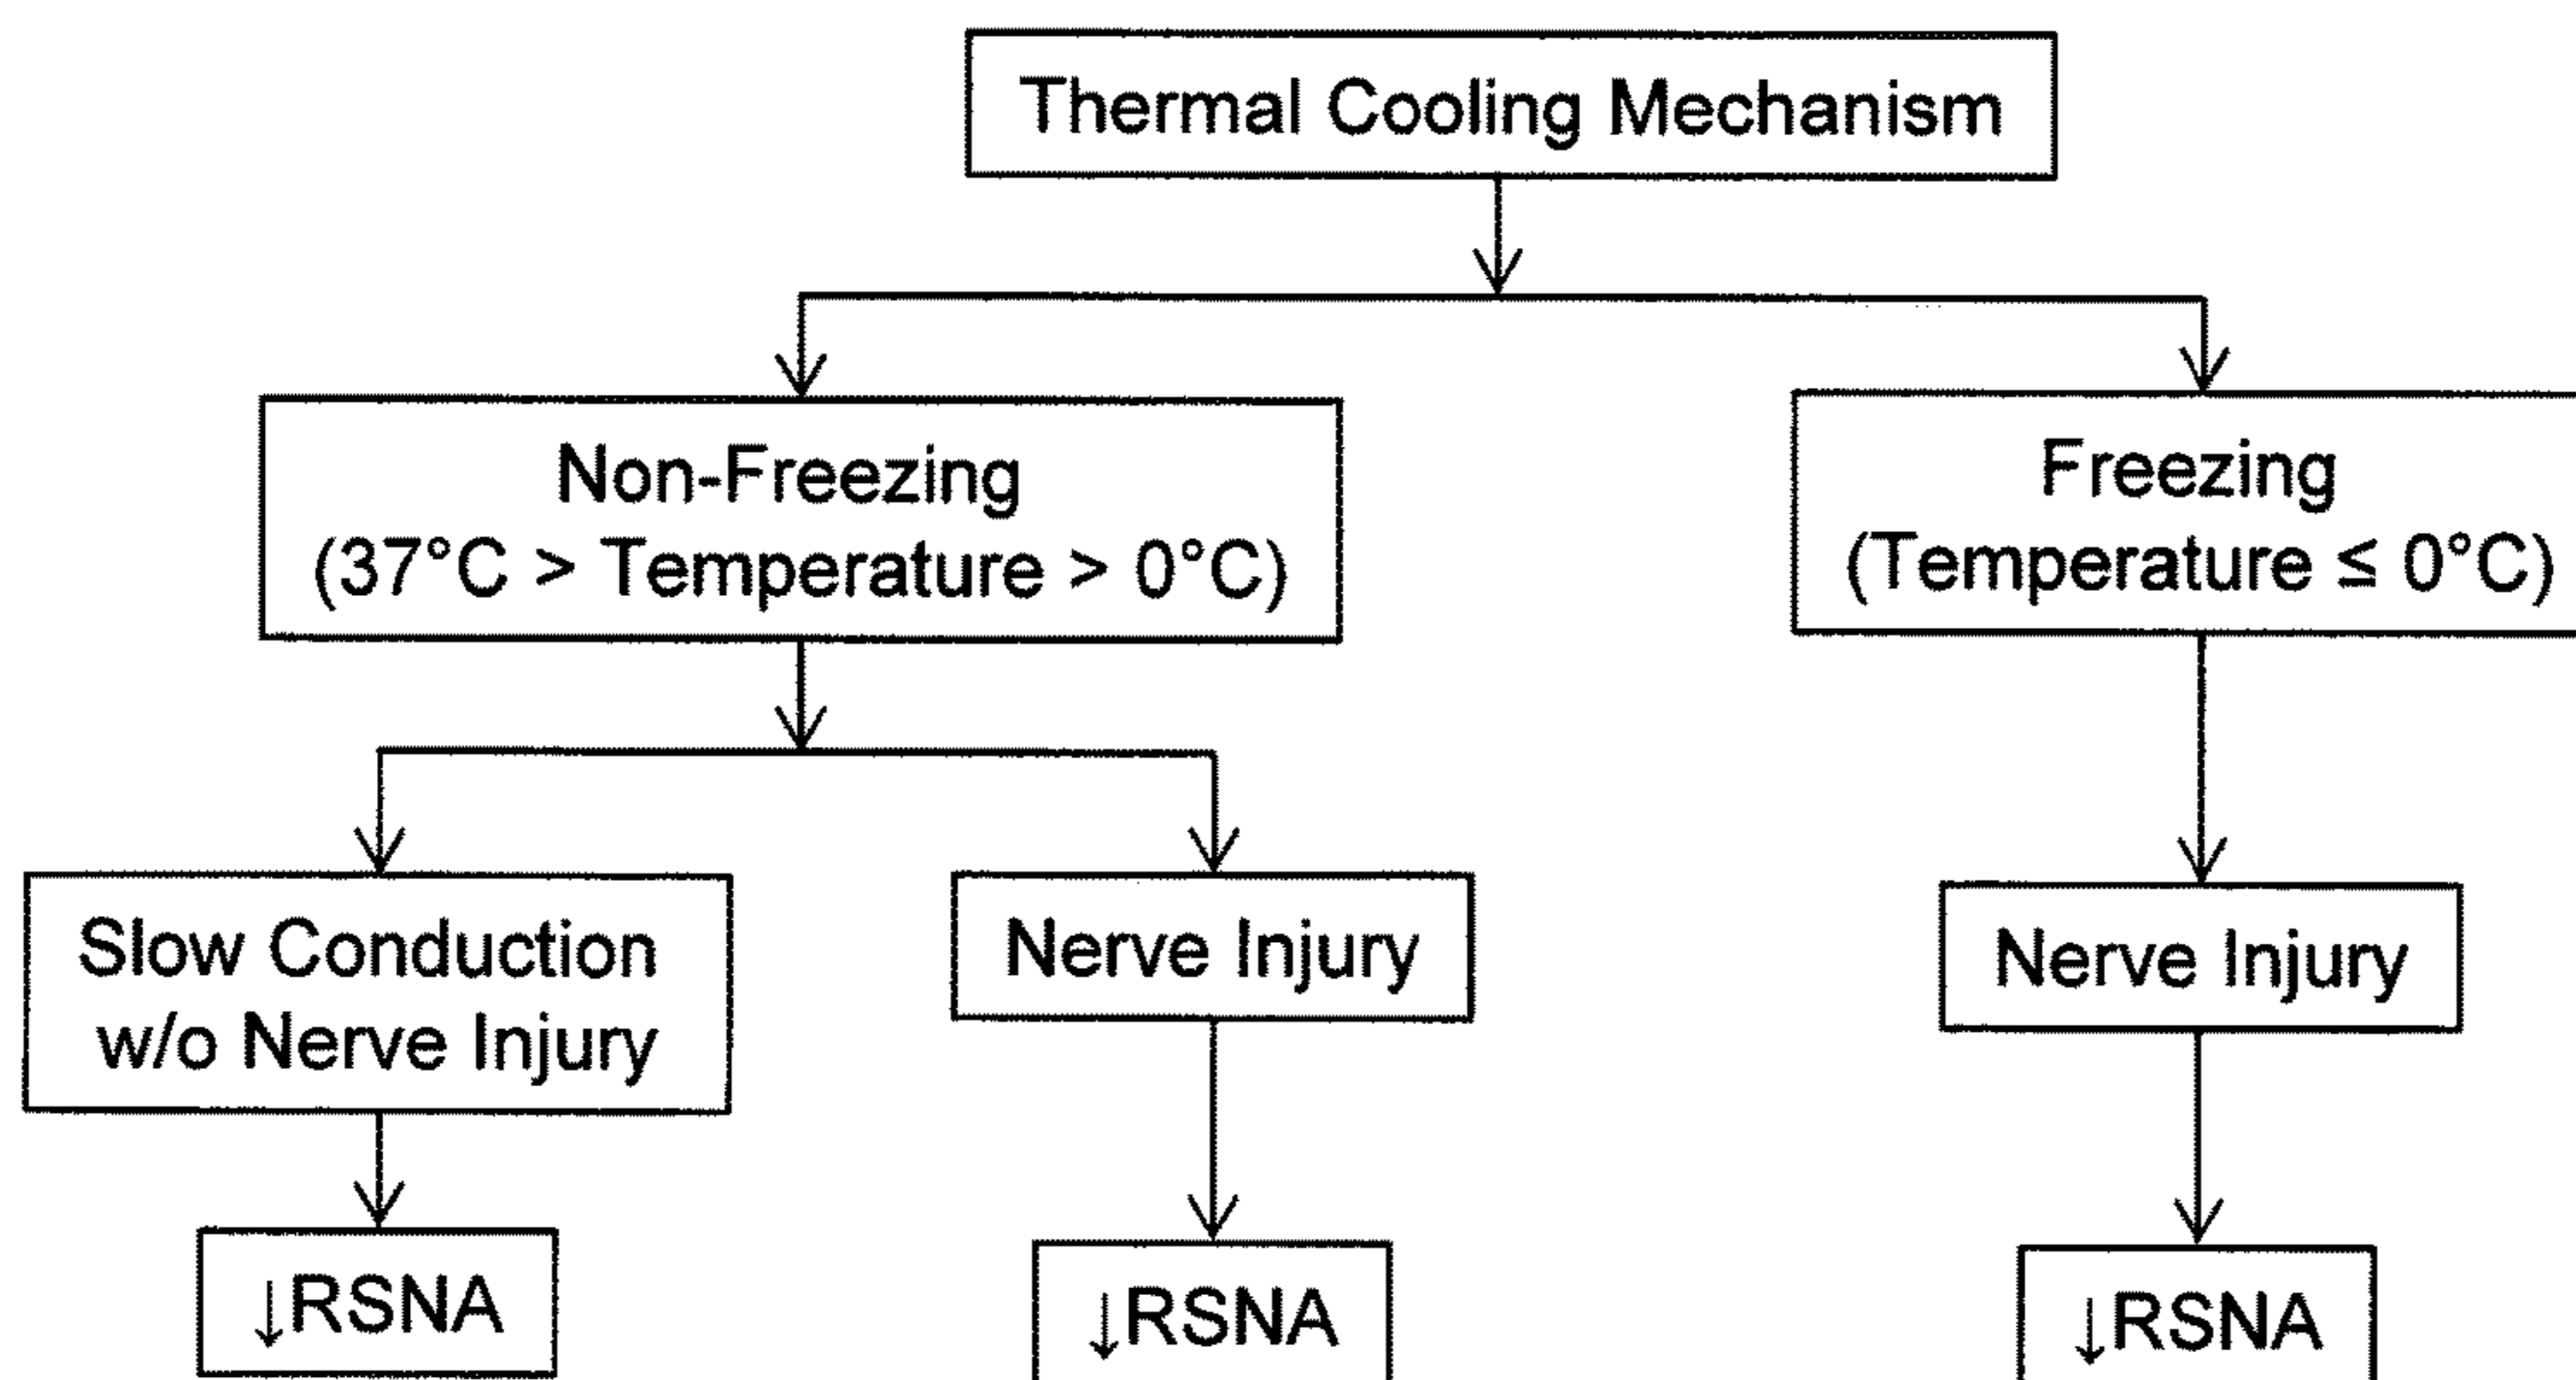 Thermal Cooling Mechanism
Non-Freezing
(37°C > Temperature > 0°C)
Freezing
(Temperature ≤ 0°C)
Slow Conduction
w/o Nerve Injury
Nerve Injury
Nerve Injury
↓RSNA
↓RSNA
↓RSNA